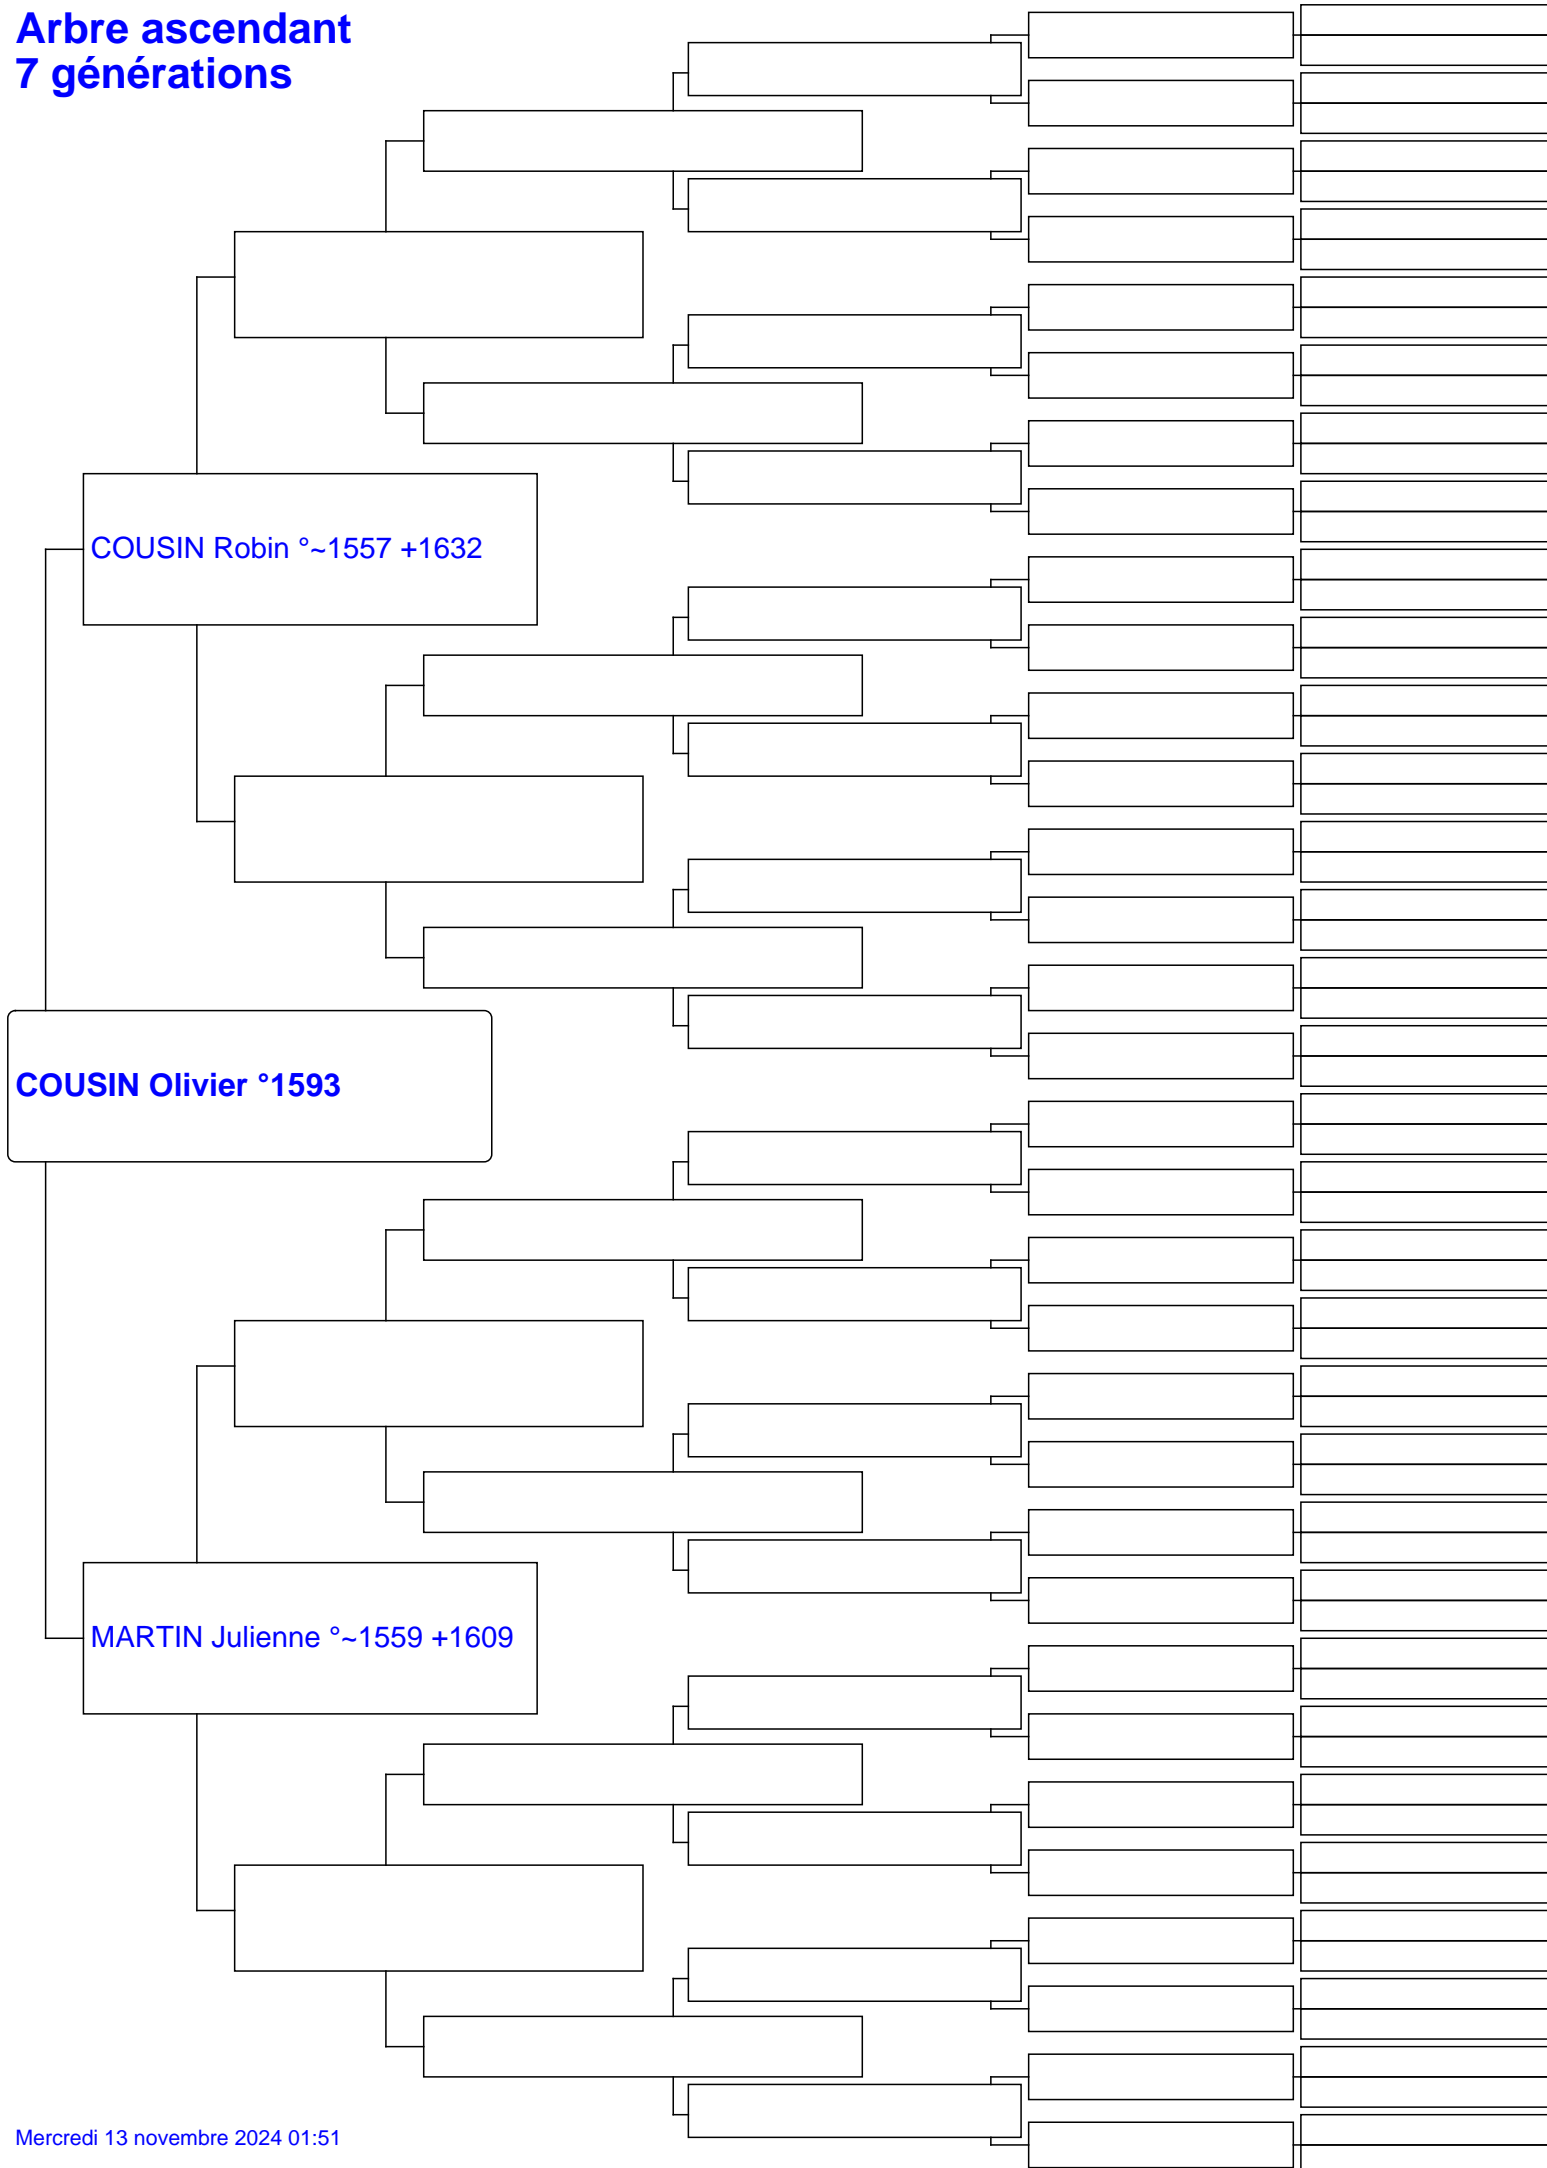 Arbre ascendant
7 générations
COUSIN Robin °~1557 +1632
COUSIN Olivier °1593
MARTIN Julienne °~1559 +1609
Mercredi 13 novembre 2024 01:51